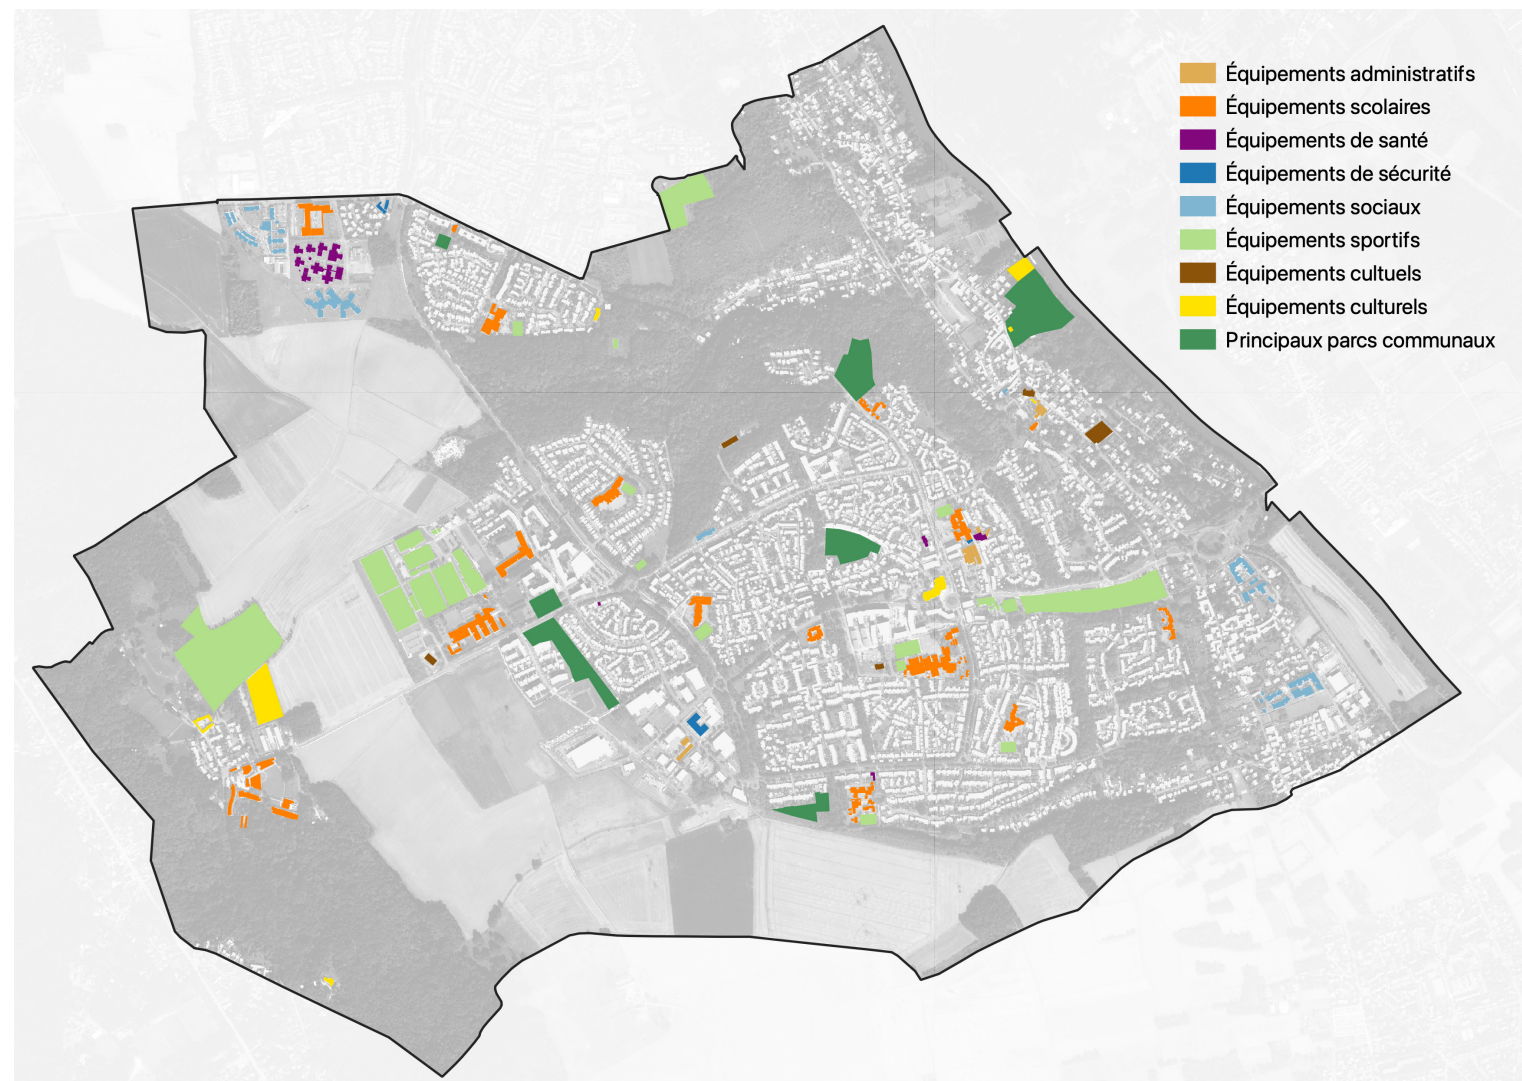 Équipements administratifs
Équipements scolaires
Équipements de santé
Équipements de sécurité
Équipements sociaux
Équipements sportifs
Équipements cultuels
Équipements culturels
Principaux parcs communaux